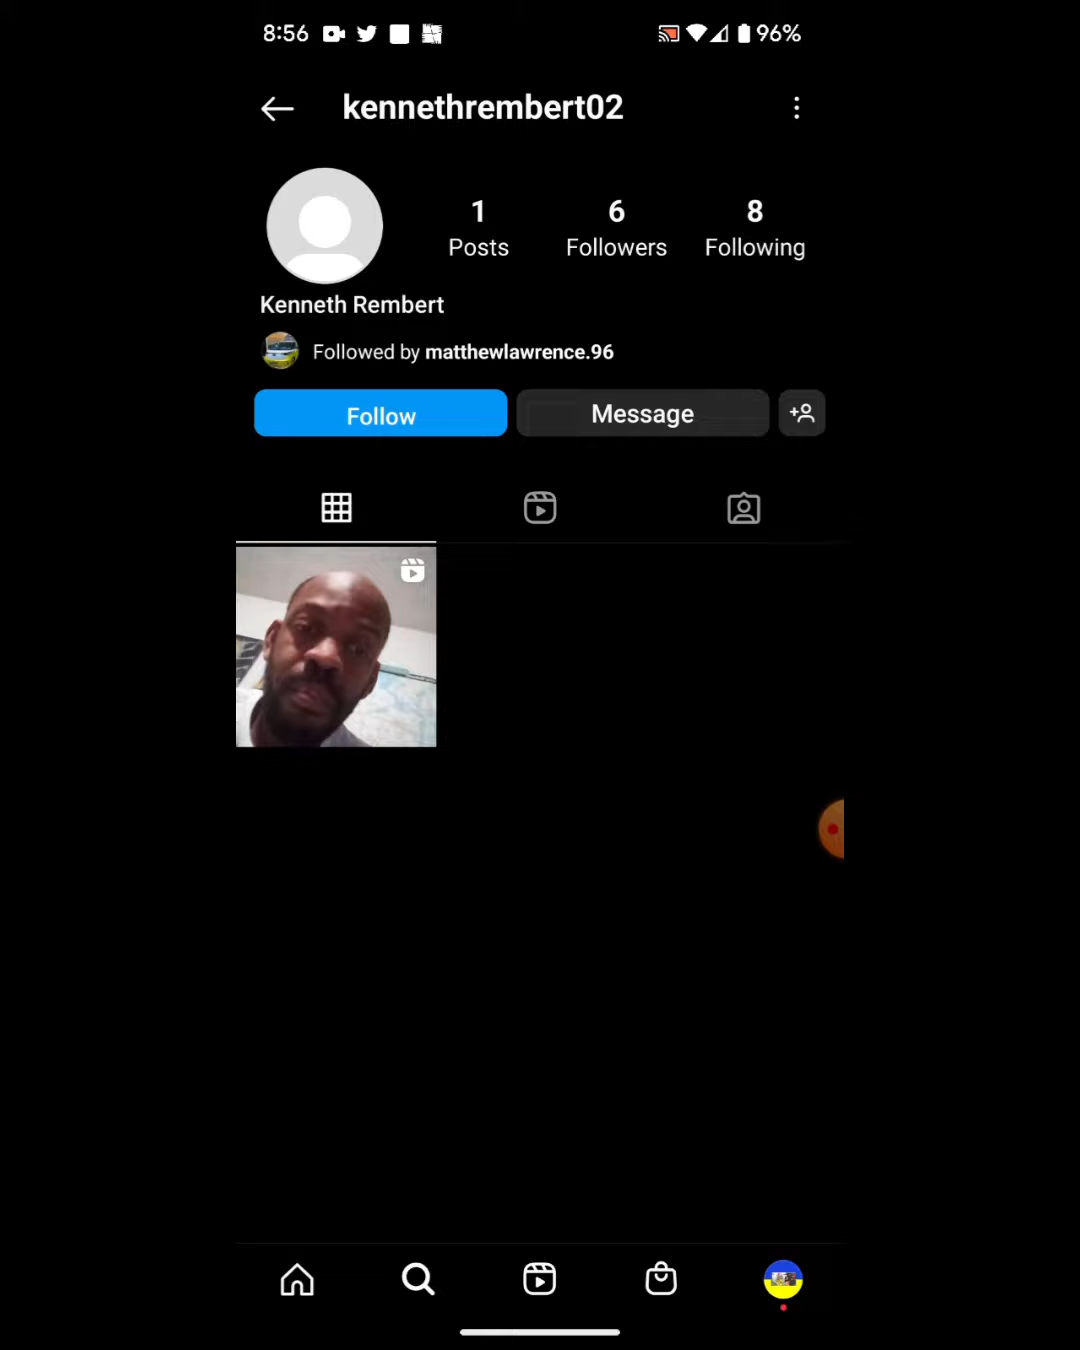 8:56 96%
kennethrembert02
1 6 8
Posts Followers Following
Kenneth Rembert
Followed by matthewlawrence.96
Follow Message